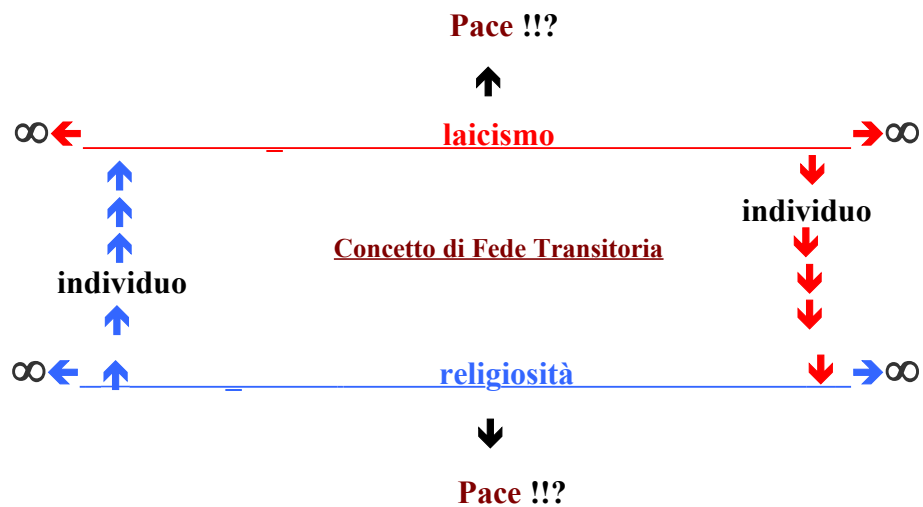 Pace !!?
∞ laicismo ∞
individuo
Concetto di Fede Transitoria
individuo
∞ religiosità ∞
Pace !!?